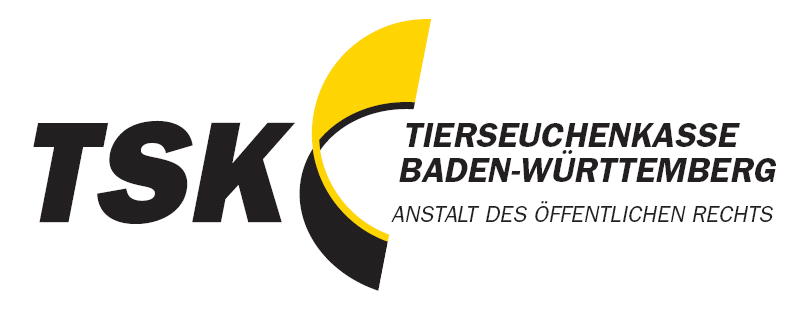 TSK
TIERSEUCHENKASSE
BADEN-WÜRTTEMBERG
ANSTALT DES ÖFFENTLICHEN RECHTS